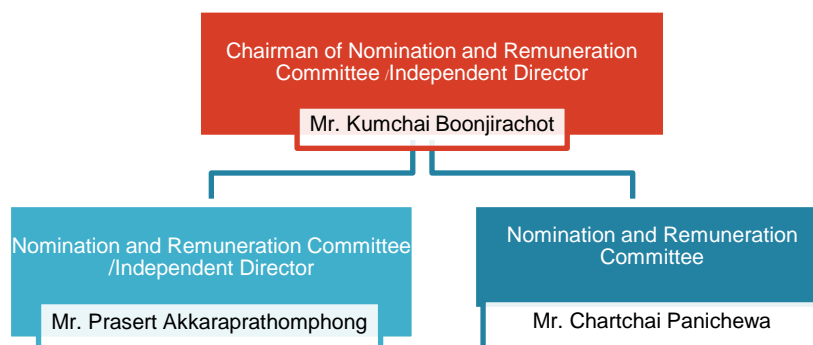 Chairman of Nomination and Remuneration
Committee /Independent Director
Mr. Kumchai Boonjirachot
Nomination and Remuneration Committee
/Independent Director
Mr. Prasert Akkaraprathomphong
Nomination and Remuneration
Committee
Mr. Chartchai Panichewa